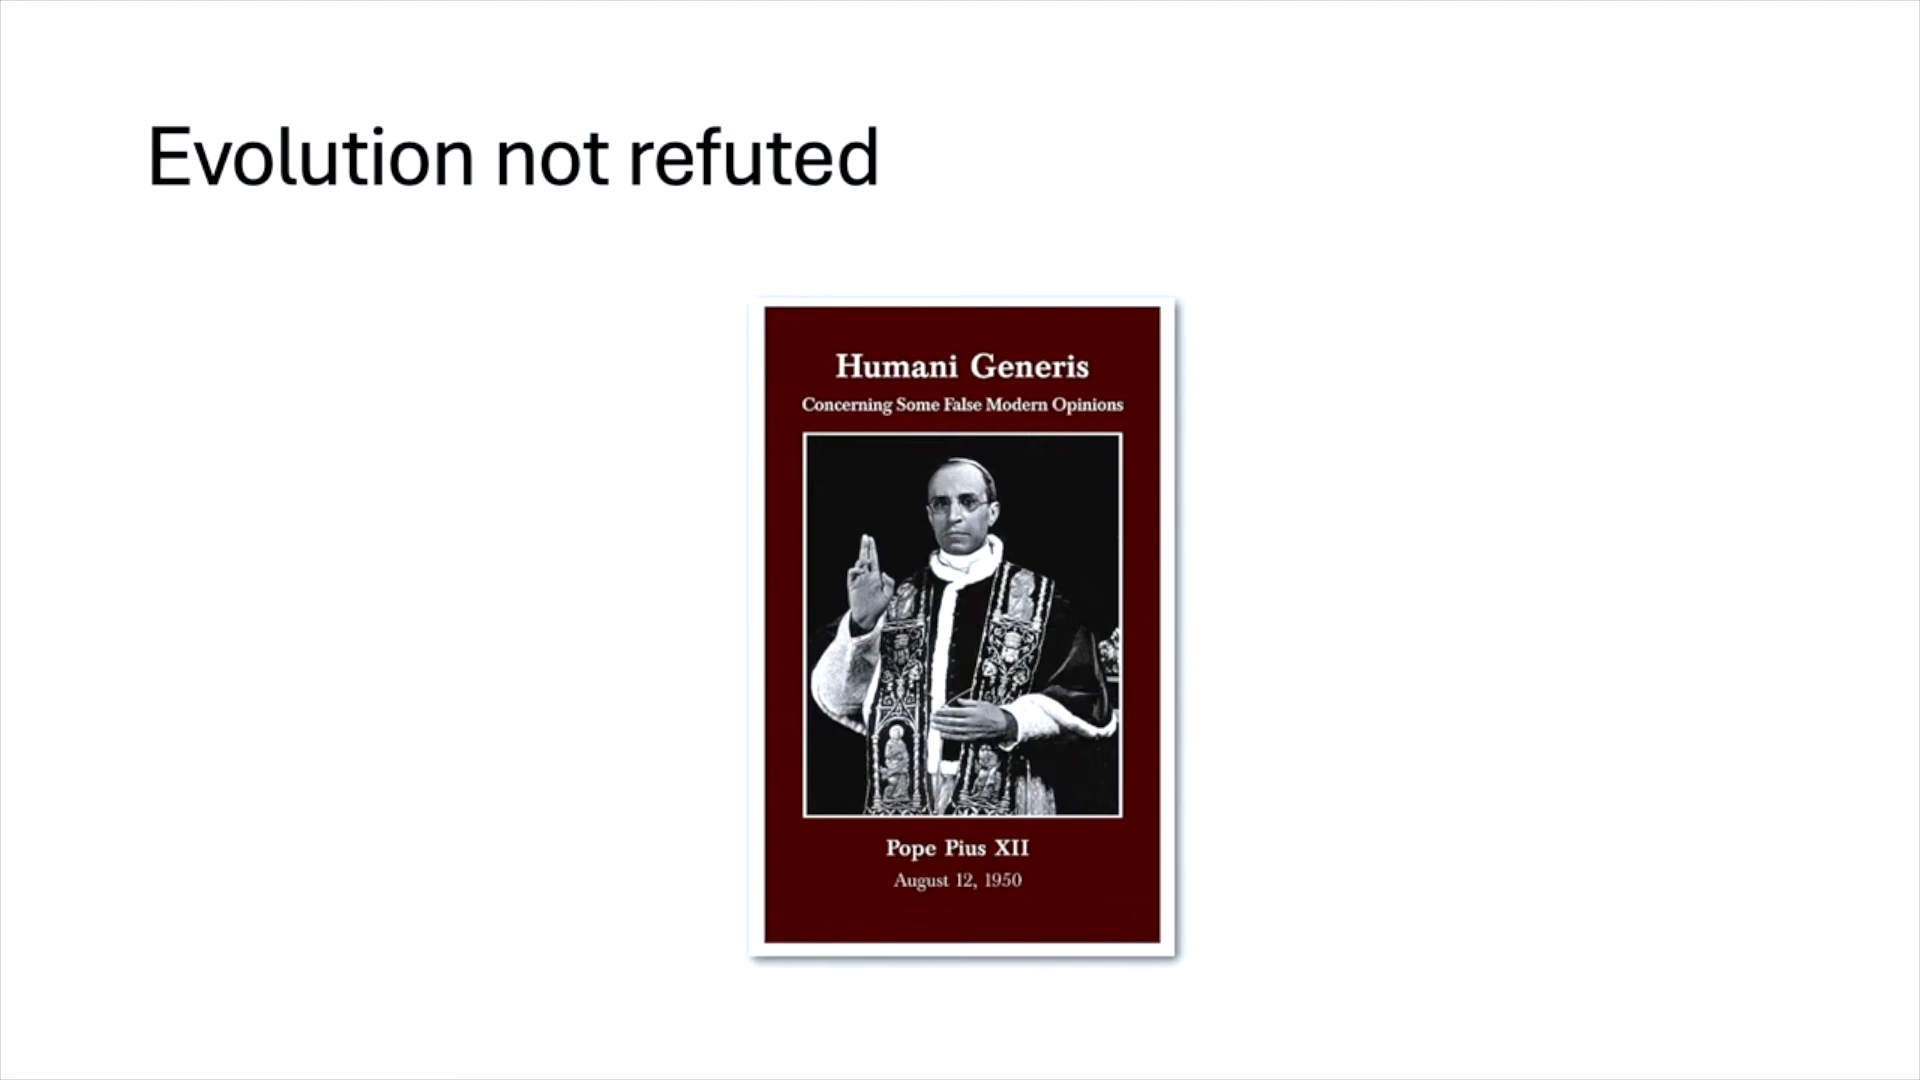 Evolution not refuted
Humani Generis
Concerning Some False Modern Opinions
Pope Pius XII
August 12, 1950